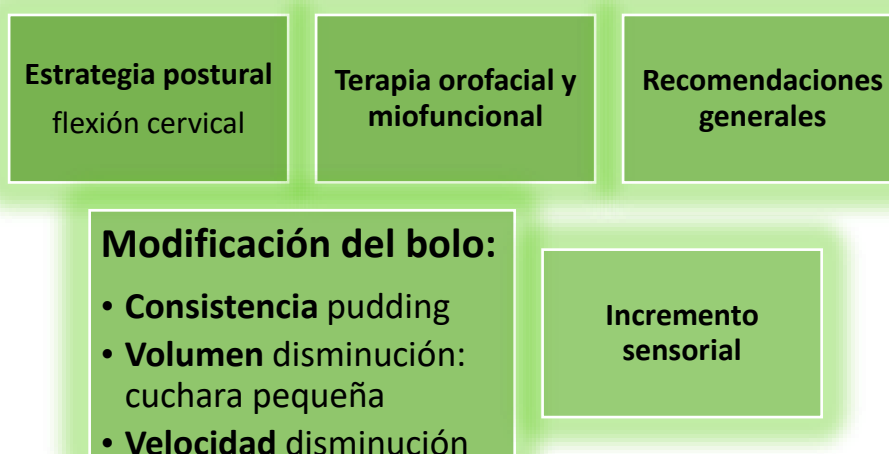 Estrategia postural
flexión cervical
Terapia orofacial y
miofuncional
Recomendaciones
generales
Modificación del bolo:
• Consistencia pudding
• Volumen disminución:
cuchara pequeña
• Velocidad disminución
Incremento
sensorial